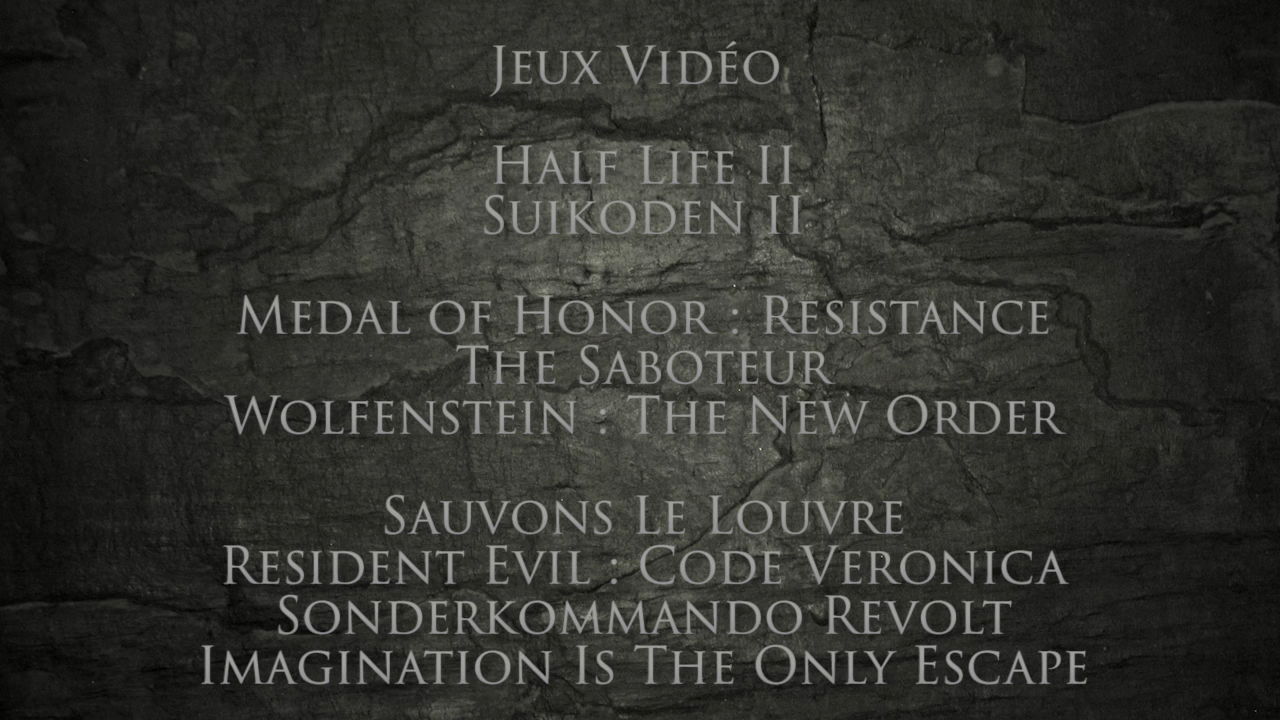 Jeux Vidéo
Half Life II
Suikoden II
Medal of Honor : Resistance
The Saboteur
Wolfenstein : The New Order
Sauvons Le Louvre
Resident Evil : Code Veronica
Sonderkommando Revolt
Imagination Is The Only Escape